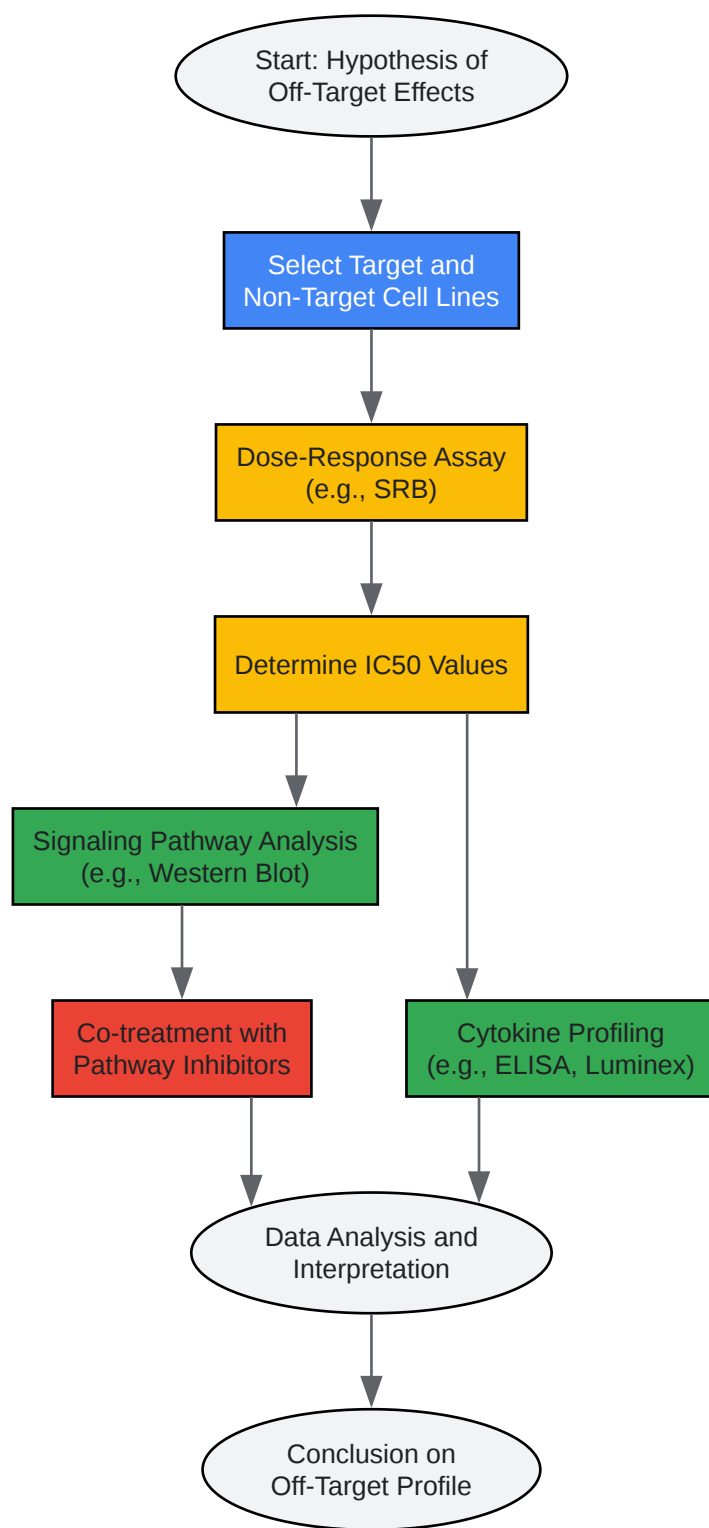 Start: Hypothesis of
Off-Target Effects
Select Target and
Non-Target Cell Lines
Dose-Response Assay
(e.g., SRB)
Determine IC50 Values
Signaling Pathway Analysis
(e.g., Western Blot)
Co-treatment with
Pathway Inhibitors
Cytokine Profiling
(e.g., ELISA, Luminex)
Data Analysis and
Interpretation
Conclusion on
Off-Target Profile